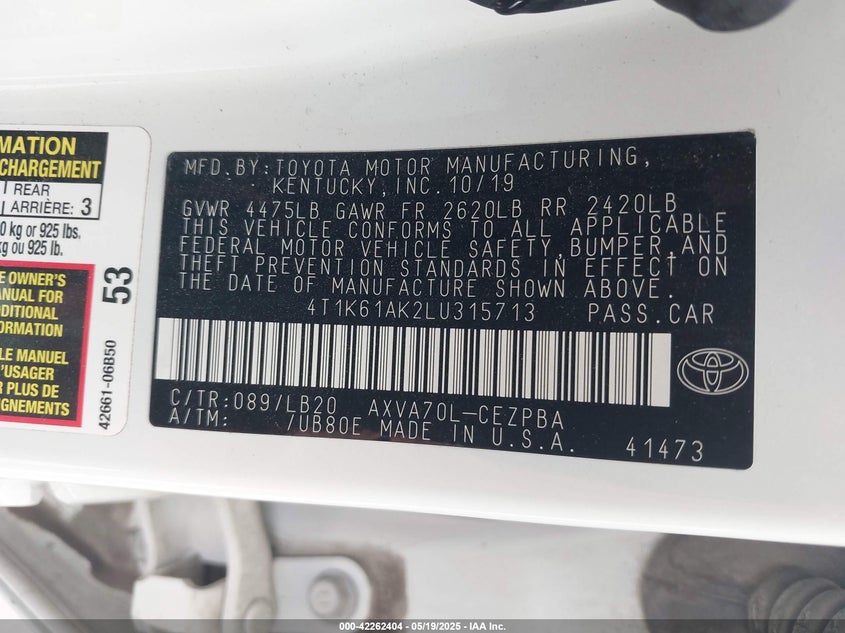 MATION
CHARGEMENT
REAR
ARRIÈRE: 3
0 kg or 925 lbs.
kg ou 925 lb.
E OWNER'S
ANUAL FOR
DDITIONAL
FORMATION
LE MANUEL
'USAGER
R PLUS DE
IGNEMENTS
53
42661-06B50
MFD.BY: TOYOTA MOTOR MANUFACTURING,
KENTUCKY, INC. 10/19
GVWR 4475LB GAWR FR 2620LB RR 2420LB
THIS VEHICLE CONFORMS TO ALL APPLICABLE
FEDERAL MOTOR VEHICLE SAFETY, BUMPER, AND
THEFT PREVENTION STANDARDS IN EFFECT ON
THE DATE OF MANUFACTURE SHOWN ABOVE.
4T1K61AK2LU315713 PASS.CAR
C/TR: 089/LB20 AXVA70L-CEZPBA
A/TM: /UB80E MADE IN U.S.A.
41473
000-42262404 - 05/19/2025 - IAA Inc.